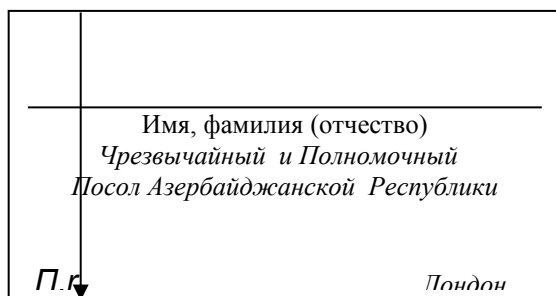 Имя, фамилия (отчество)
Чрезвычайный и Полномочный
Посол Азербайджанской Республики
П.r Лондон